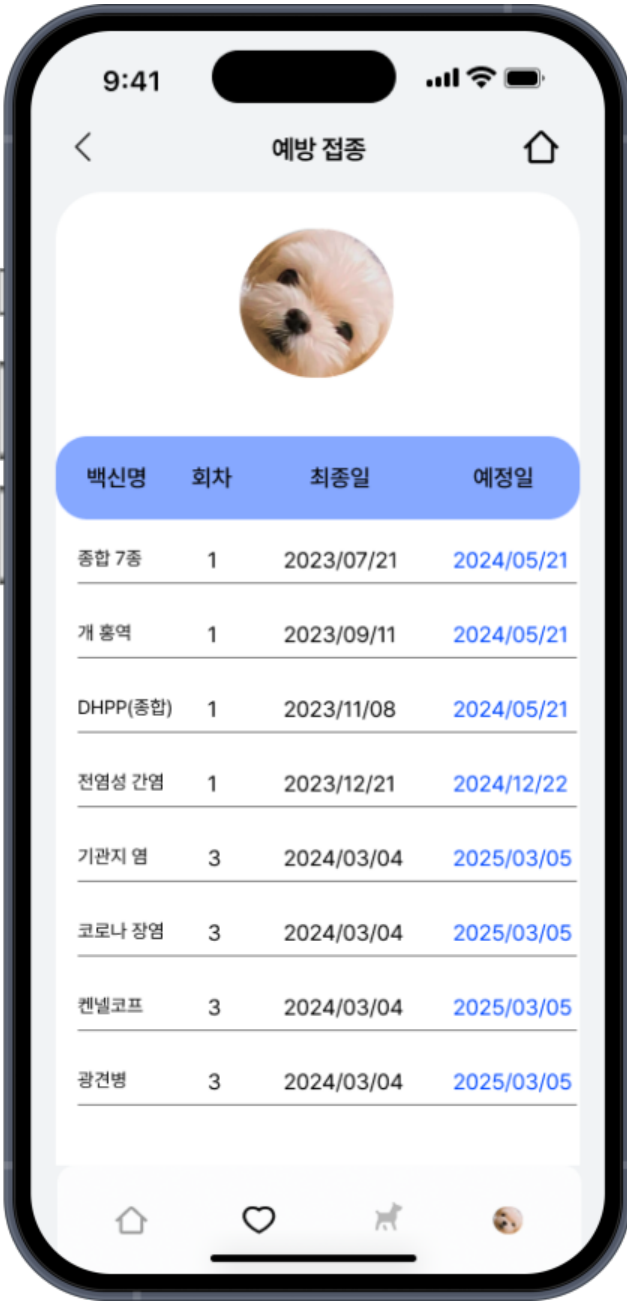 9:41
예방 접종
백신명 회차 최종일 예정일
종합 7종 1 2023/07/21 2024/05/21
개 홍역 1 2023/09/11 2024/05/21
DHPP(종합) 1 2023/11/08 2024/05/21
전염성 간염 1 2023/12/21 2024/12/22
기관지 염 3 2024/03/04 2025/03/05
코로나 장염 3 2024/03/04 2025/03/05
켄넬코프 3 2024/03/04 2025/03/05
광견병 3 2024/03/04 2025/03/05